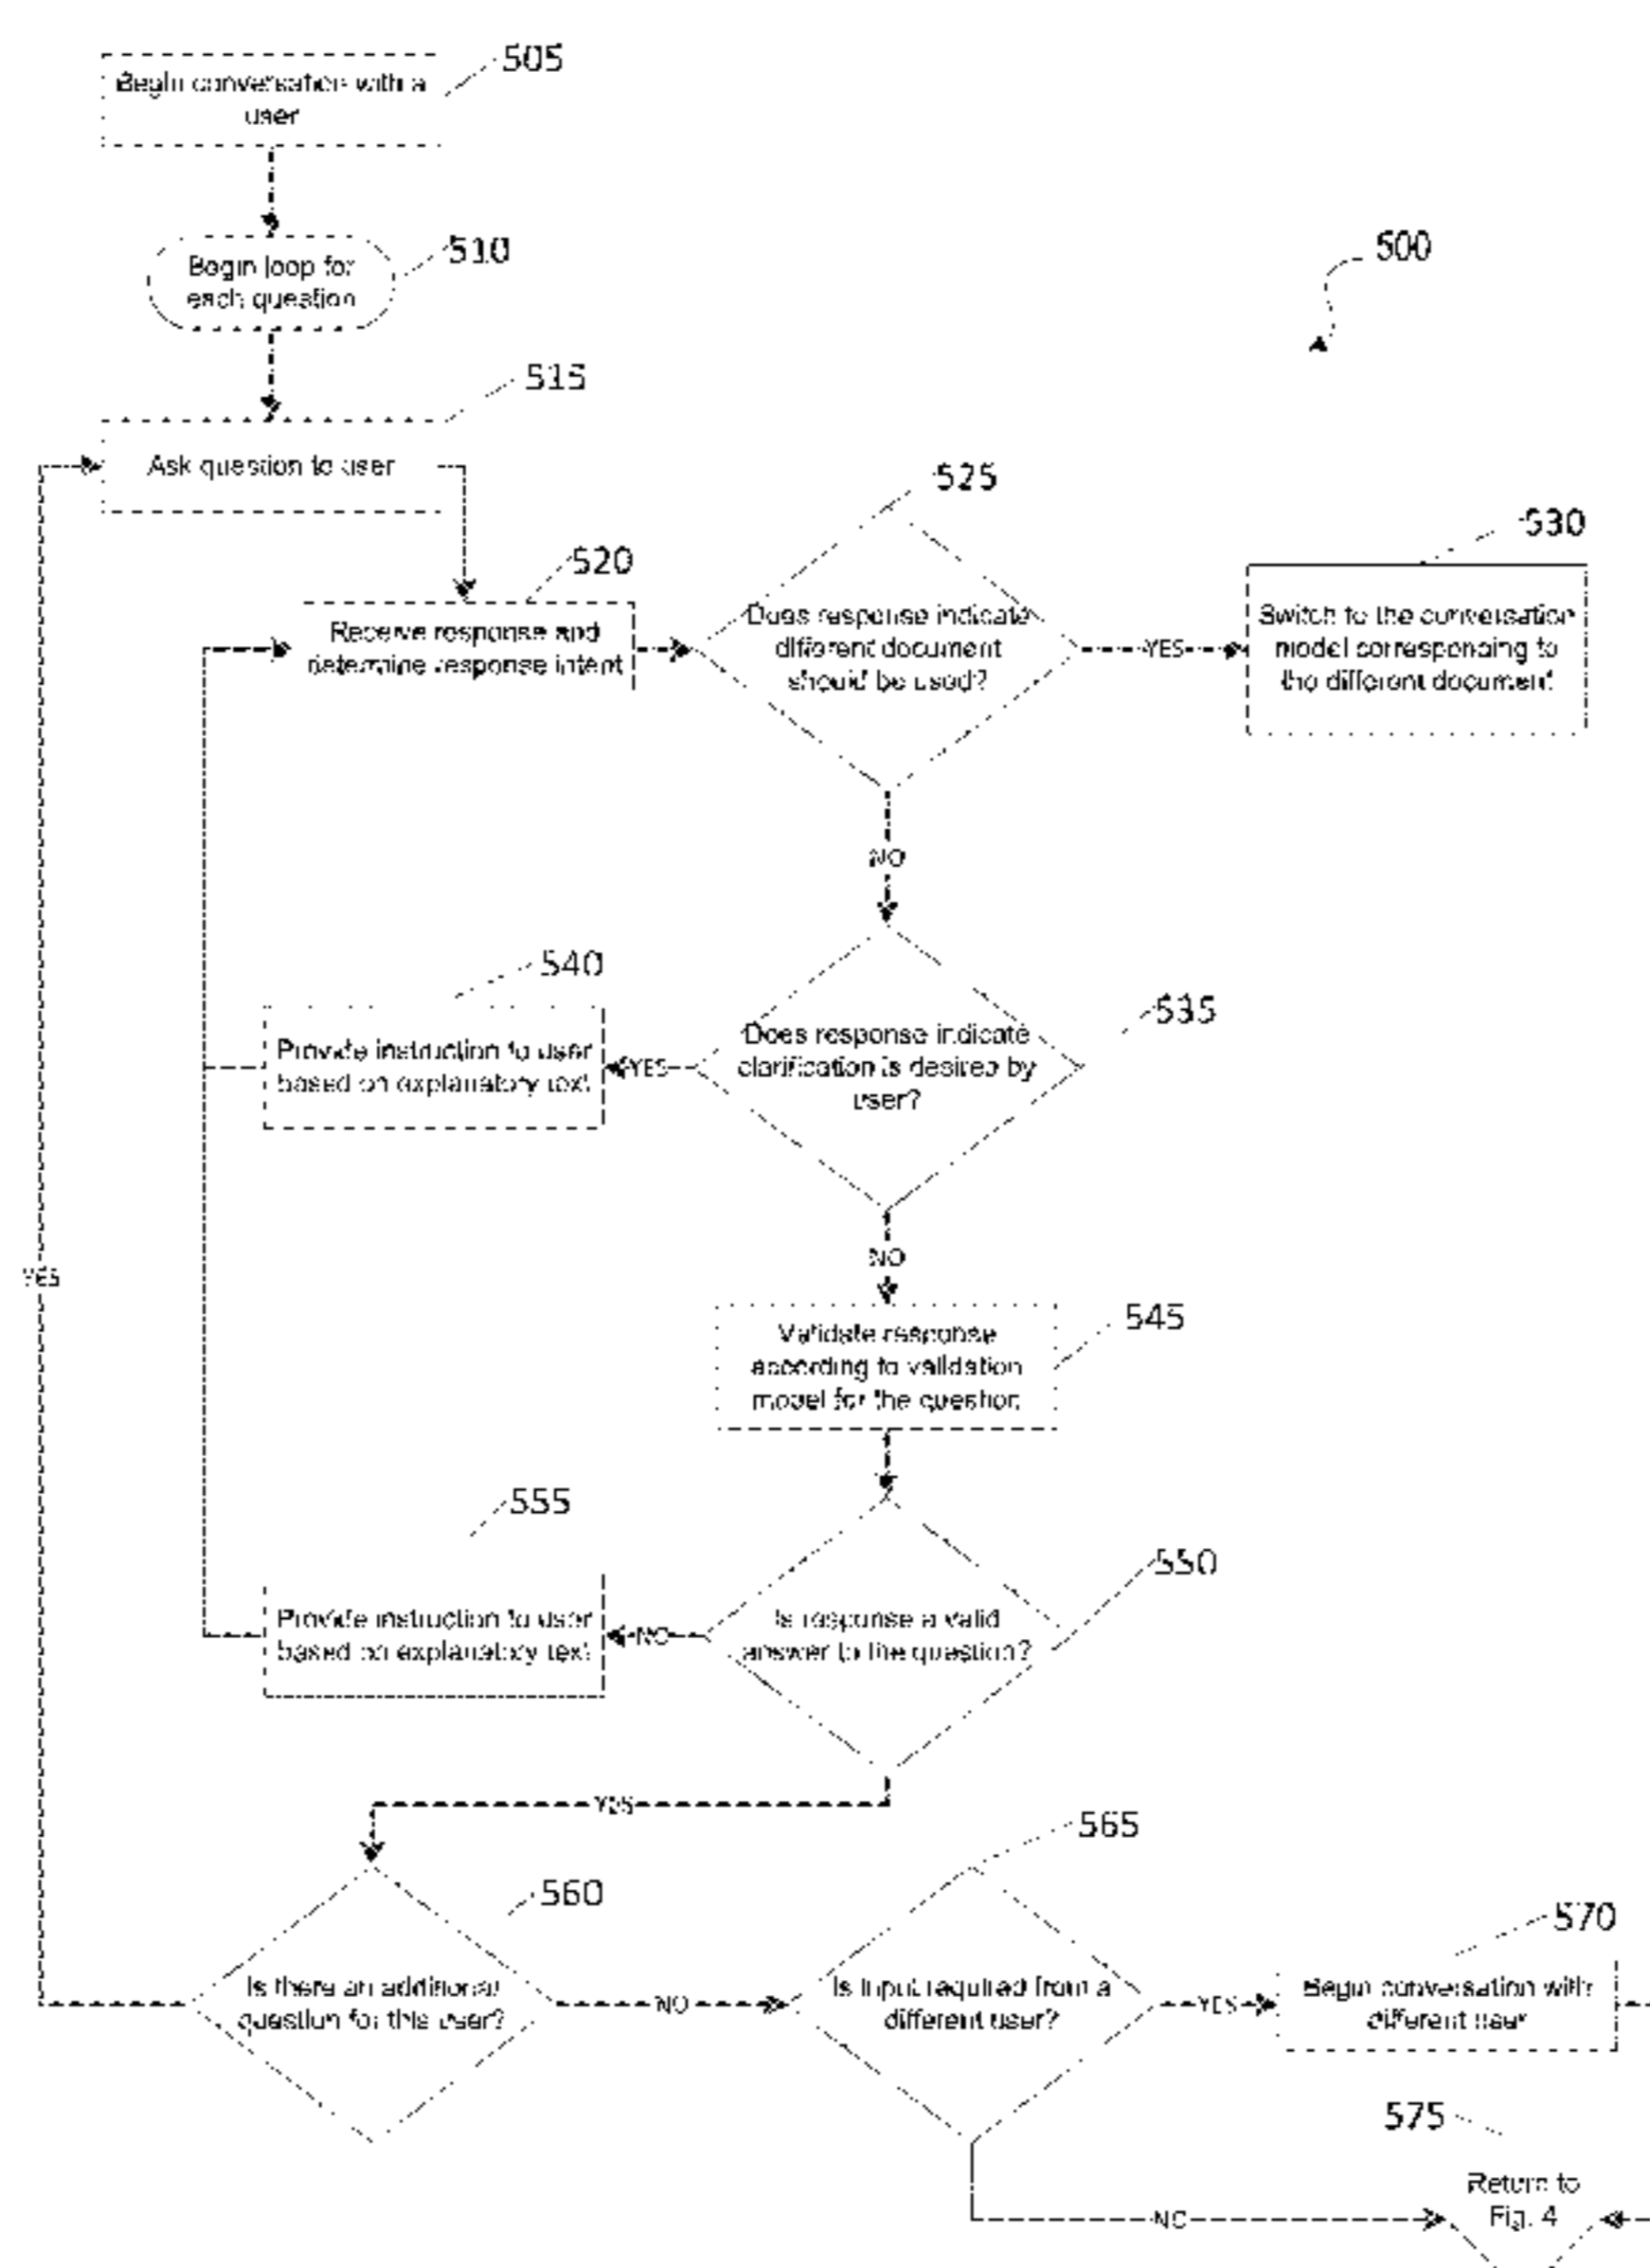 505
Begin conversation with a
user
510
Begin loop for
each question
500
515
Ask question to user
525
530
520
Receive response and
determine response intent
Does response indicate
different document
should be used?
YES
Switch to the conversation
model corresponding to
the different document
NO
540
535
Provide instruction to user
based on explanatory text
YES
Does response indicate
clarification is desired by
user?
NO
YES
545
Validate response
according to validation
model for the question
555
550
Provide instruction to user
based on explanatory text
NO
Is response a valid
answer to the question?
YES
565
560
570
Is there an additional
question for this user?
NO
Is input required from a
different user?
YES
Begin conversation with
different user
575
Return to
Fig. 4
NO